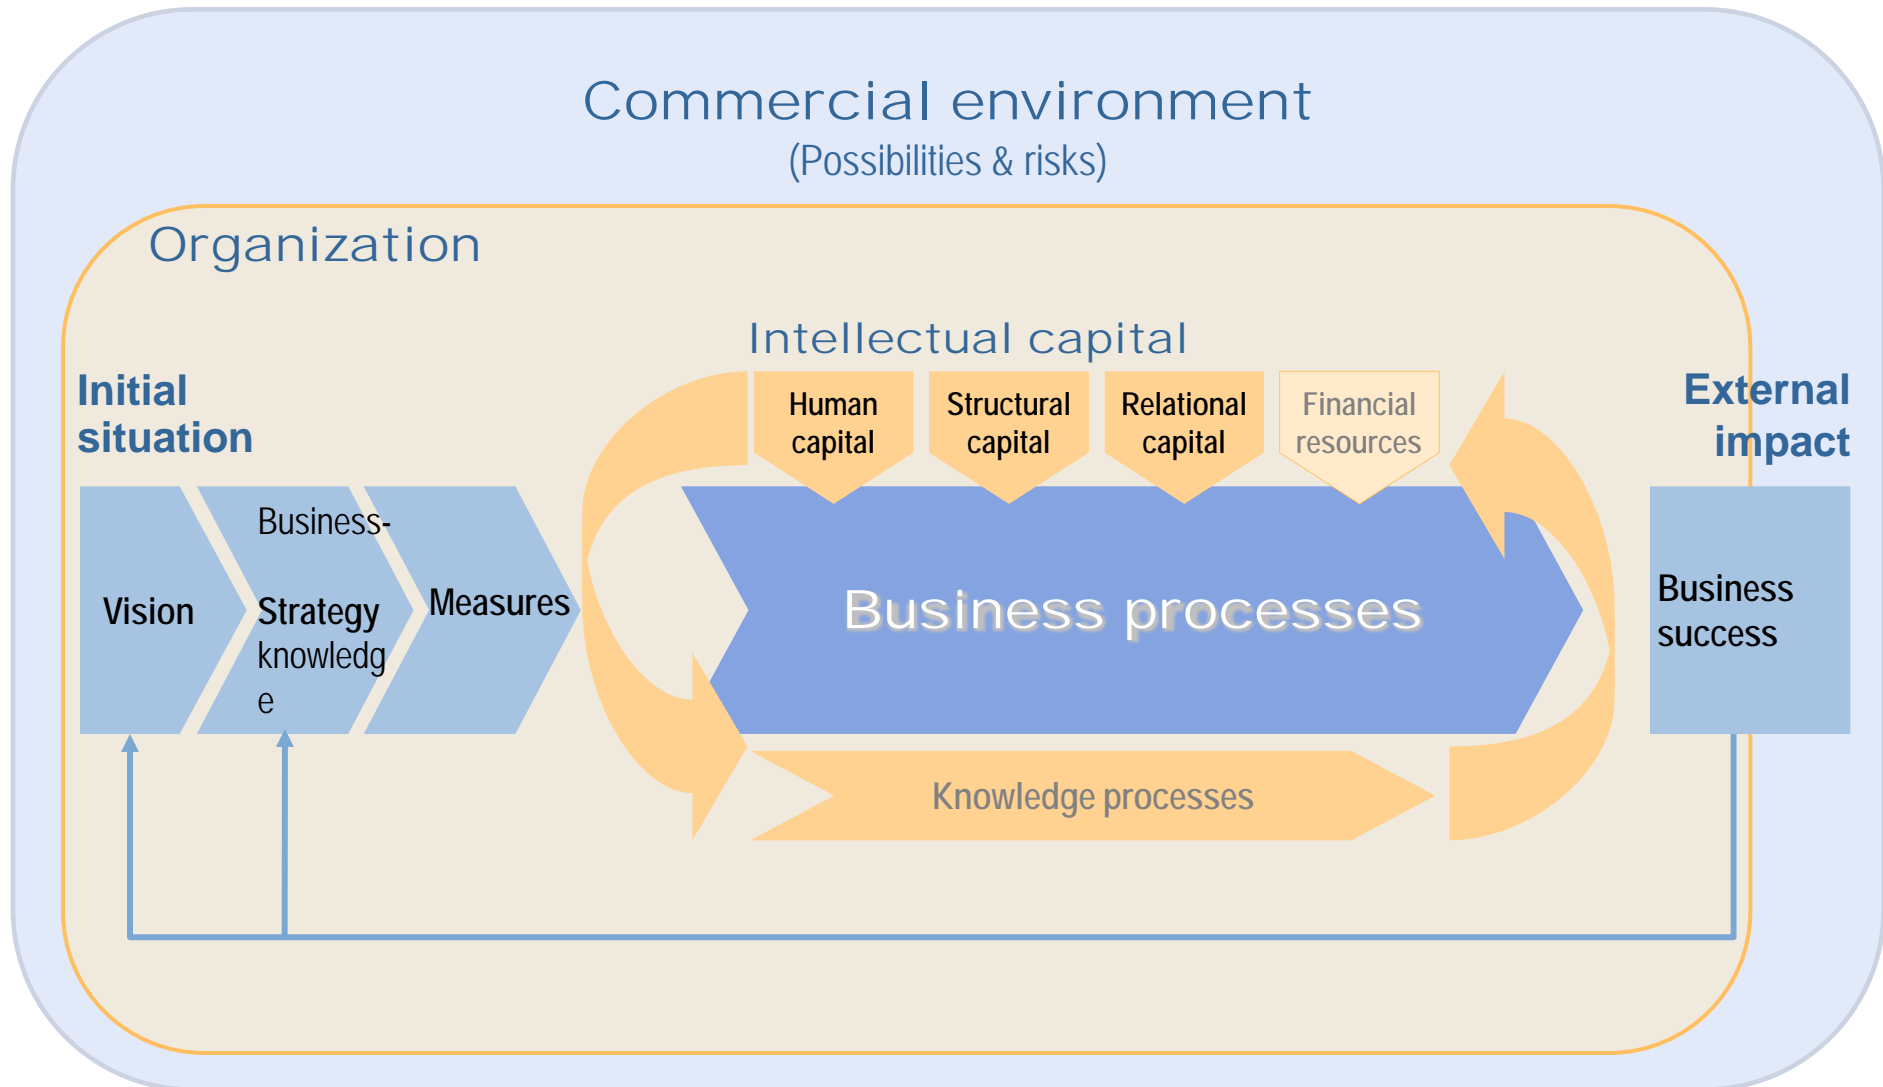 Commercial environment
(Possibilities & risks)
Organization
Intellectual capital
Initial
situation
Human
capital
Structural
capital
Relational
capital
Financial
resources
External
impact
Vision
Business-
Strategy
knowledg
e
Measures
Business processes
Business
success
Knowledge processes